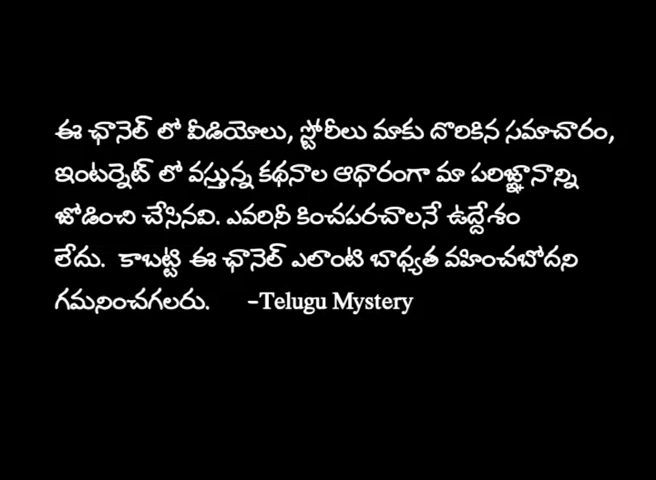 ఈ ఛానెల్ లో వీడియోలు, స్టోరీలు మాకు దొరికిన సమాచారం,
ఇంటర్నెట్ లో వస్తున్న కథనాల ఆధారంగా మా పరిజ్ఞానాన్ని
జోడించి చేసినవి. ఎవరినీ కించపరచాలనే ఉద్దేశం
లేదు. కాబట్టి ఈ ఛానెల్ ఎలాంటి బాధ్యత వహించబోదని
గమనించగలరు. -Telugu Mystery